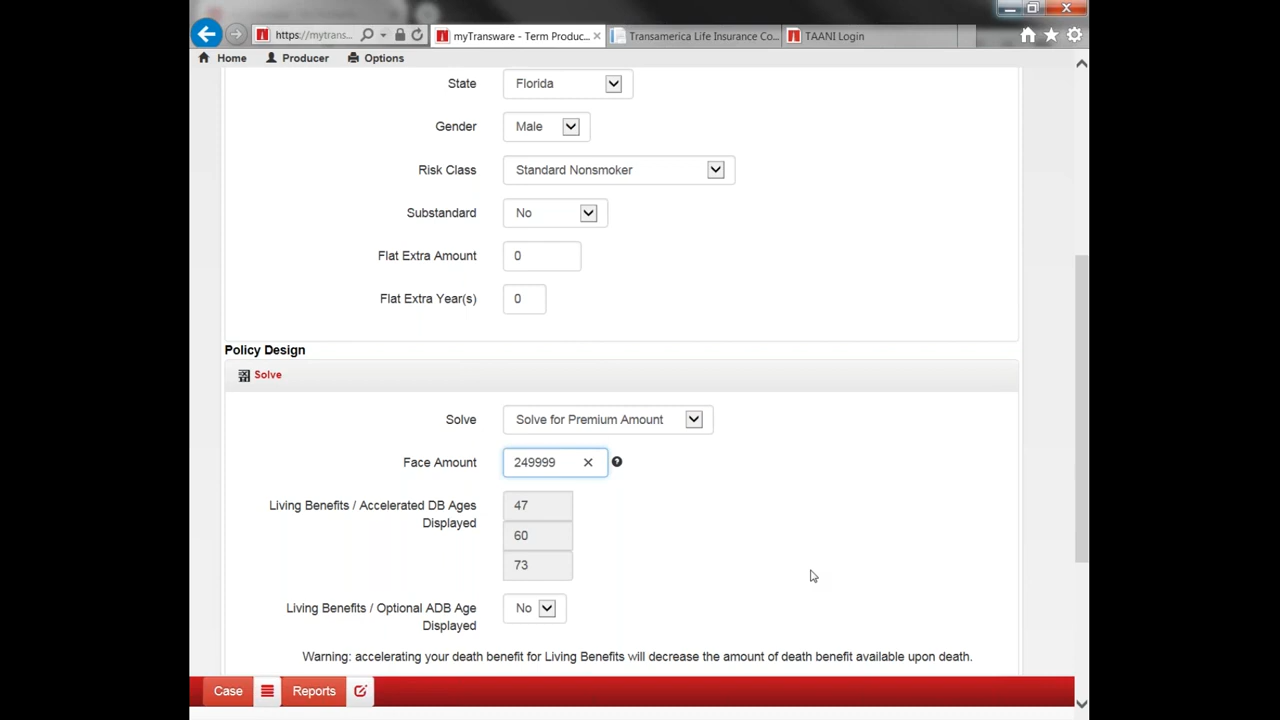 https://mytrans...
myTransware - Term Produc...
Transamerica Life Insurance Co...
TAANI Login
Home
Producer
Options
State
Florida
Gender
Male
Risk Class
Standard Nonsmoker
Substandard
No
Flat Extra Amount
0
Flat Extra Year(s)
0
Policy Design
Solve
Solve
Solve for Premium Amount
Face Amount
249999
Living Benefits / Accelerated DB Ages
Displayed
47
60
73
Living Benefits / Optional ADB Age
Displayed
No
Warning: accelerating your death benefit for Living Benefits will decrease the amount of death benefit available upon death.
Case
Reports